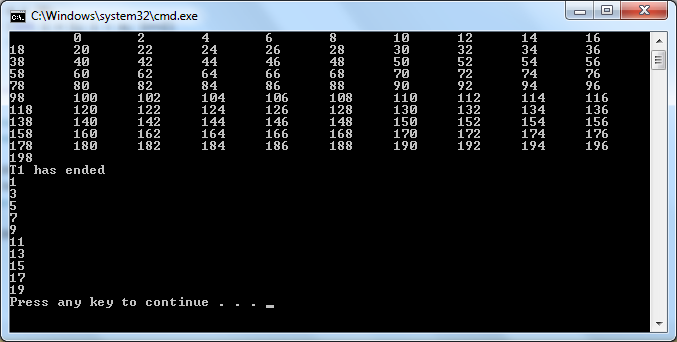 C:\Windows\system32\cmd.exe
0 2 4 6 8 10 12 14 16
18 20 22 24 26 28 30 32 34 36
38 40 42 44 46 48 50 52 54 56
58 60 62 64 66 68 70 72 74 76
78 80 82 84 86 88 90 92 94 96
98 100 102 104 106 108 110 112 114 116
118 120 122 124 126 128 130 132 134 136
138 140 142 144 146 148 150 152 154 156
158 160 162 164 166 168 170 172 174 176
178 180 182 184 186 188 190 192 194 196
198
T1 has ended
1
3
5
7
9
11
13
15
17
19
Press any key to continue . . .